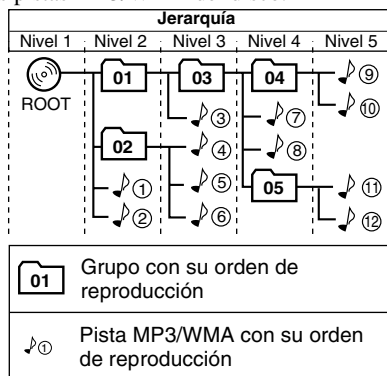 Jerarquía
Nivel 1 Nivel 2 Nivel 3 Nivel 4 Nivel 5
01 03 04 ⑨
ROOT ⑩
③ ⑦
02 ④ ⑧
① ⑤ 05 ⑪
② ⑥ ⑫
01 Grupo con su orden de
reproducción
① Pista MP3/WMA con su orden
de reproducción